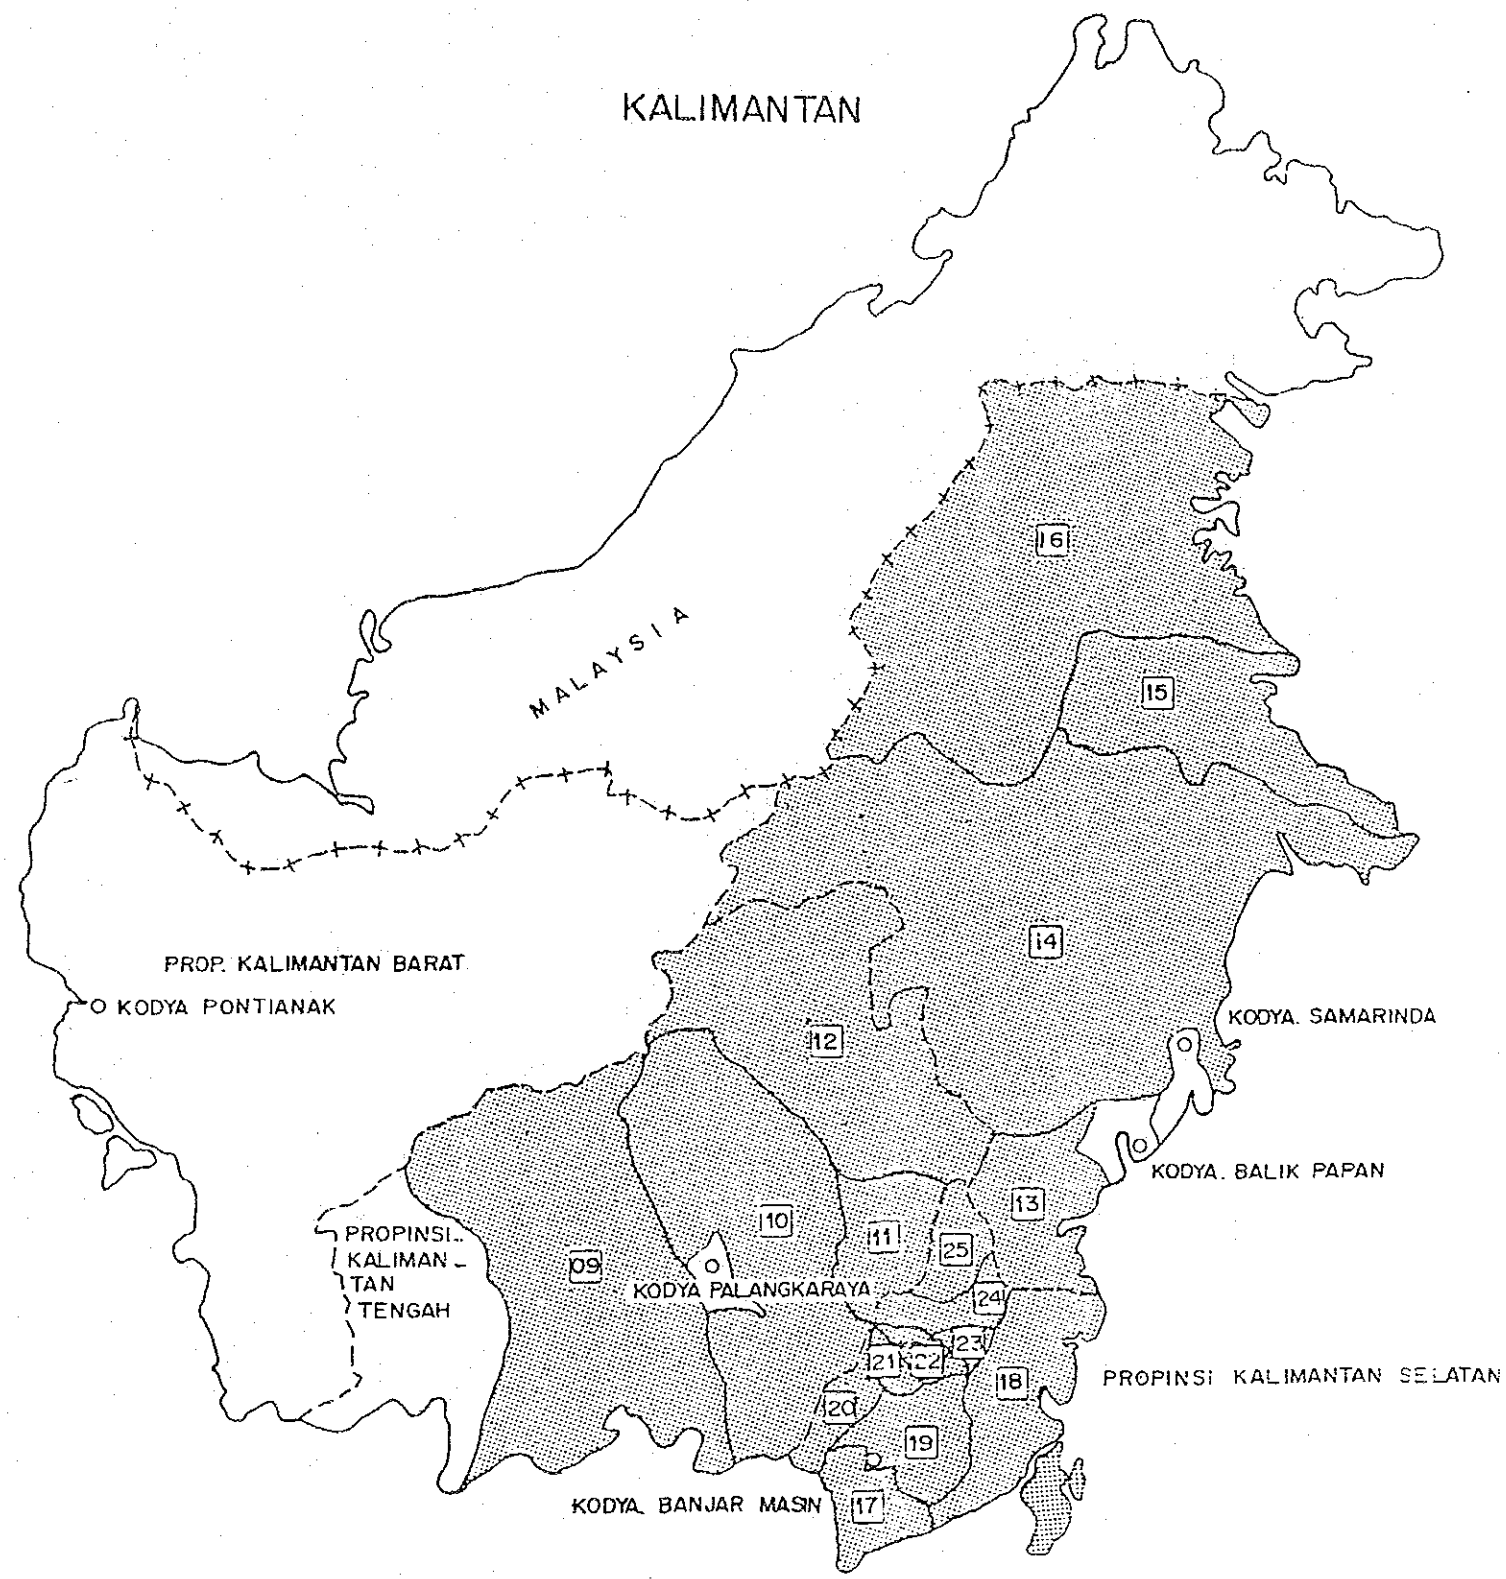 KALIMANTAN
16
MALAYSIA
15
14
PROP. KALIMANTAN BARAT
KODYA PONTIANAK
KODYA. SAMARINDA
12
KODYA. BALIK PAPAN
13
10
11
25
PROPINSI..
KALIMAN-
TAN
TENGAH
09
KODYA PALANGKARAYA
24
23
21
22
18
PROPINSI KALIMANTAN SELATAN
20
19
KODYA. BANJAR MASIN
17